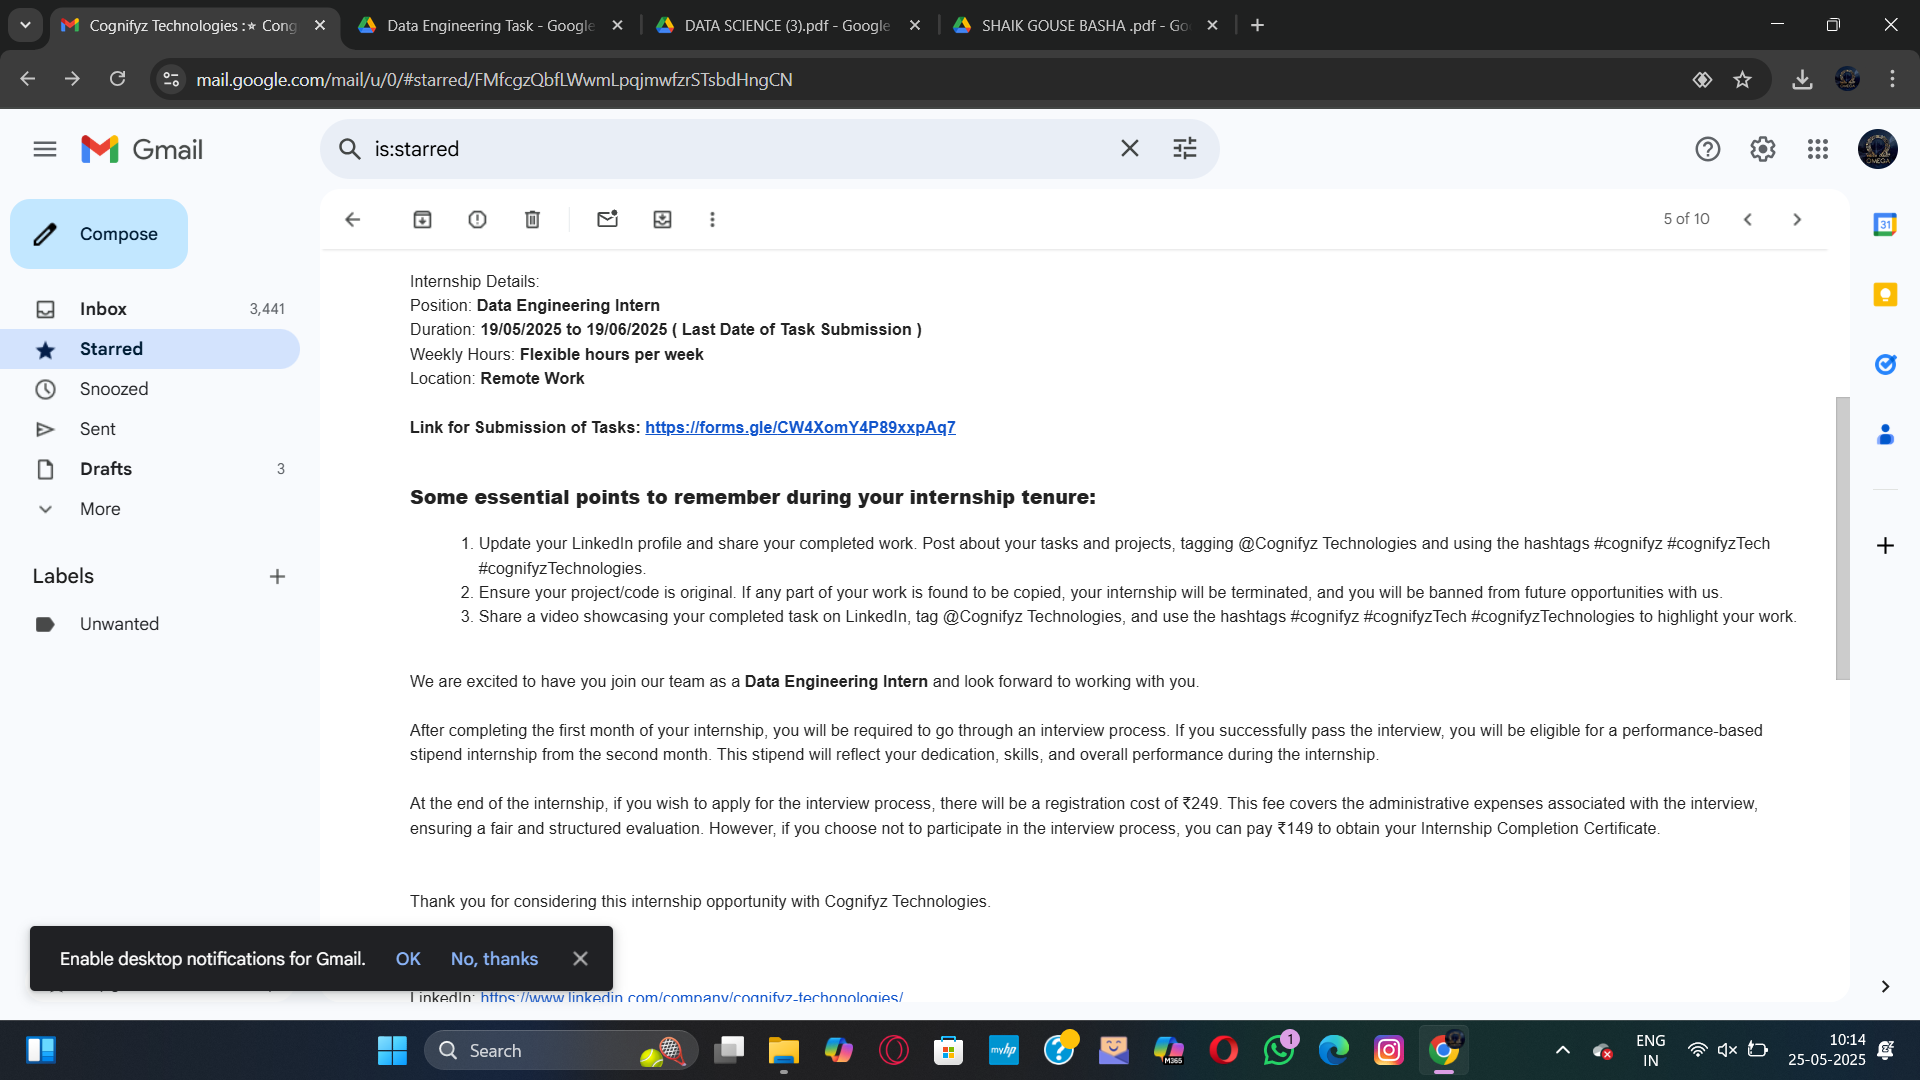 Cognifyz Technologies :⭑ Cong
Data Engineering Task - Google
DATA SCIENCE (3).pdf - Google
SHAIK GOUSE BASHA .pdf - Go
mail.google.com/mail/u/0/#starred/FMfcgzQbfLWwmLpqjmwfzrSTsbdHngCN
Gmail
is:starred
Compose
5 of 10
Inbox 3,441
Starred
Snoozed
Sent
Drafts 3
More
Labels
Unwanted
Internship Details:
Position: Data Engineering Intern
Duration: 19/05/2025 to 19/06/2025 ( Last Date of Task Submission )
Weekly Hours: Flexible hours per week
Location: Remote Work
Link for Submission of Tasks: https://forms.gle/CW4XomY4P89xxpAq7
Some essential points to remember during your internship tenure:
1. Update your LinkedIn profile and share your completed work. Post about your tasks and projects, tagging @Cognifyz Technologies and using the hashtags #cognifyz #cognifyzTech
#cognifyzTechnologies.
2. Ensure your project/code is original. If any part of your work is found to be copied, your internship will be terminated, and you will be banned from future opportunities with us.
3. Share a video showcasing your completed task on LinkedIn, tag @Cognifyz Technologies, and use the hashtags #cognifyz #cognifyzTech #cognifyzTechnologies to highlight your work.
We are excited to have you join our team as a Data Engineering Intern and look forward to working with you.
After completing the first month of your internship, you will be required to go through an interview process. If you successfully pass the interview, you will be eligible for a performance-based
stipend internship from the second month. This stipend will reflect your dedication, skills, and overall performance during the internship.
At the end of the internship, if you wish to apply for the interview process, there will be a registration cost of ₹249. This fee covers the administrative expenses associated with the interview,
ensuring a fair and structured evaluation. However, if you choose not to participate in the interview process, you can pay ₹149 to obtain your Internship Completion Certificate.
Thank you for considering this internship opportunity with Cognifyz Technologies.
LinkedIn: https://www.linkedin.com/company/cognifyz-techonologies/
Enable desktop notifications for Gmail. OK No, thanks
31
Search
myhp
M365
1
ENG
IN
10:14
25-05-2025